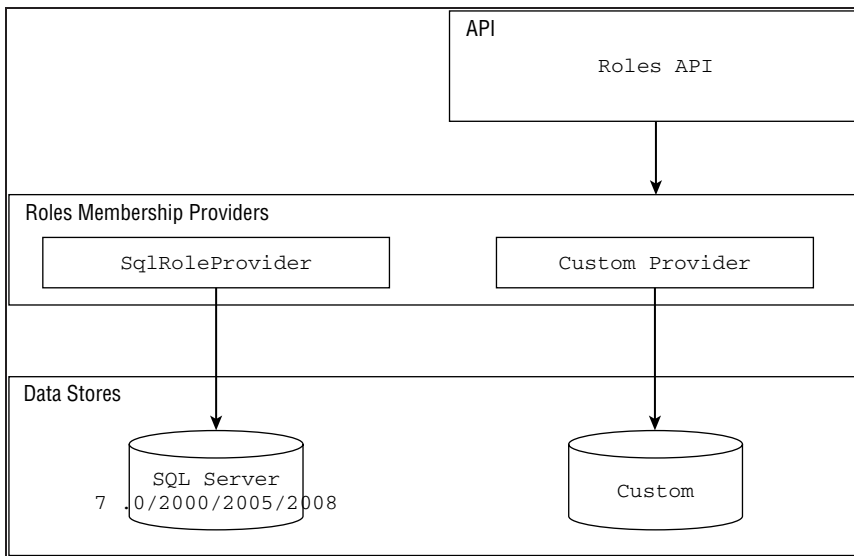 API
Roles API
Roles Membership Providers
SqlRoleProvider
Custom Provider
Data Stores
SQL Server
7 .0/2000/2005/2008
Custom